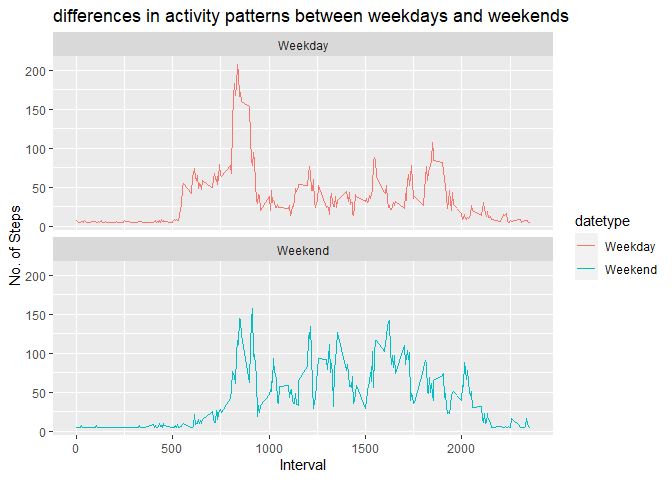 differences in activity patterns between weekdays and weekends
Weekday
200
150
100
50
0
Weekend
200
150
100
50
0
No. of Steps
0 500 1000 1500 2000
Interval
datetype
Weekday
Weekend